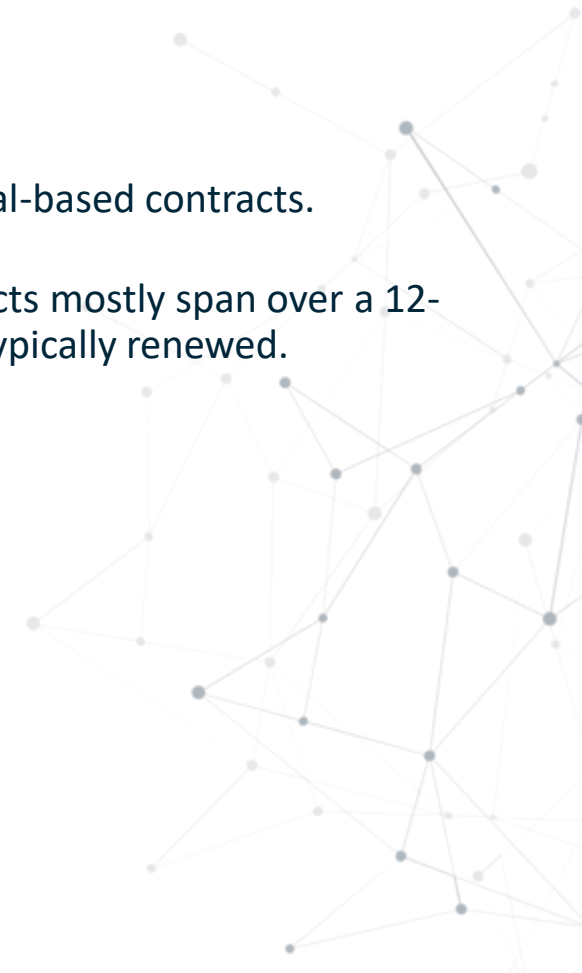 al-based contracts.
cts mostly span over a 12-
ypically renewed.